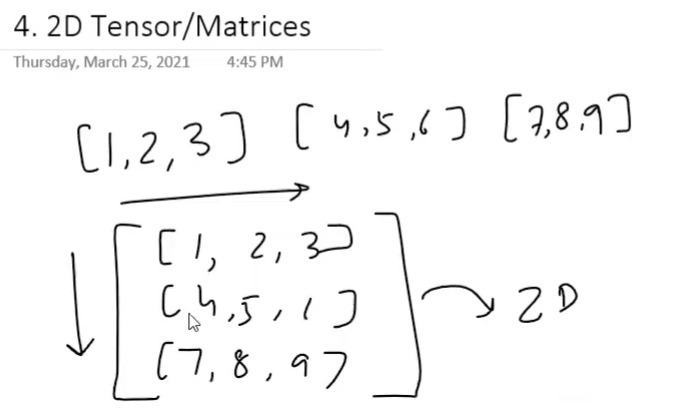 4. 2D Tensor/Matrices
Thursday, March 25, 2021 4:45 PM
[1,2,3] [4,5,6] [7,8,9]
[[1, 2, 3]
[4,5,1]
[7,8,9]] 2D